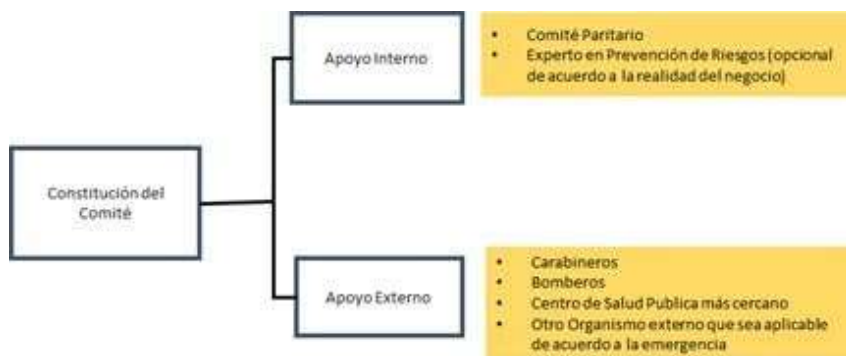 Apoyo Interno
• Comité Paritario
• Experto en Prevención de Riesgos (opcional
de acuerdo a la realidad del negocio)
Constitución del
Comité
Apoyo Externo
• Carabineros
• Bomberos
• Centro de Salud Publica más cercano
• Otro Organismo externo que sea aplicable
de acuerdo a la emergencia